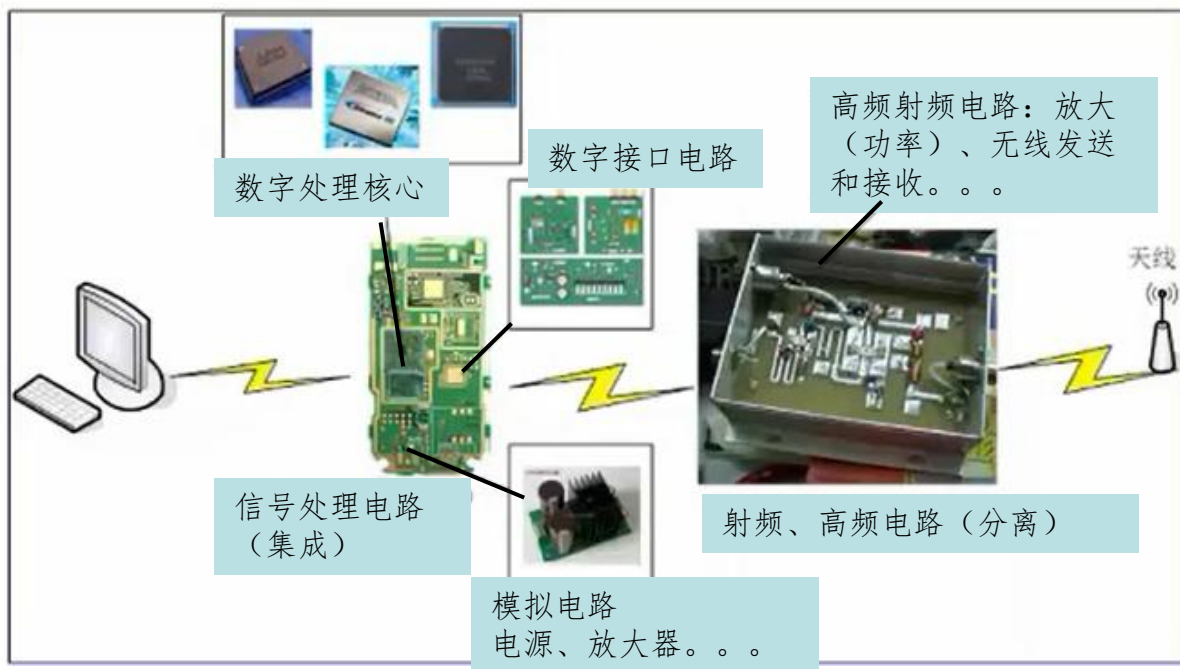 数字处理核心
数字接口电路
高频射频电路：放大
（功率）、无线发送
和接收。。。
天线
信号处理电路
（集成）
射频、高频电路（分离）
模拟电路
电源、放大器。。。